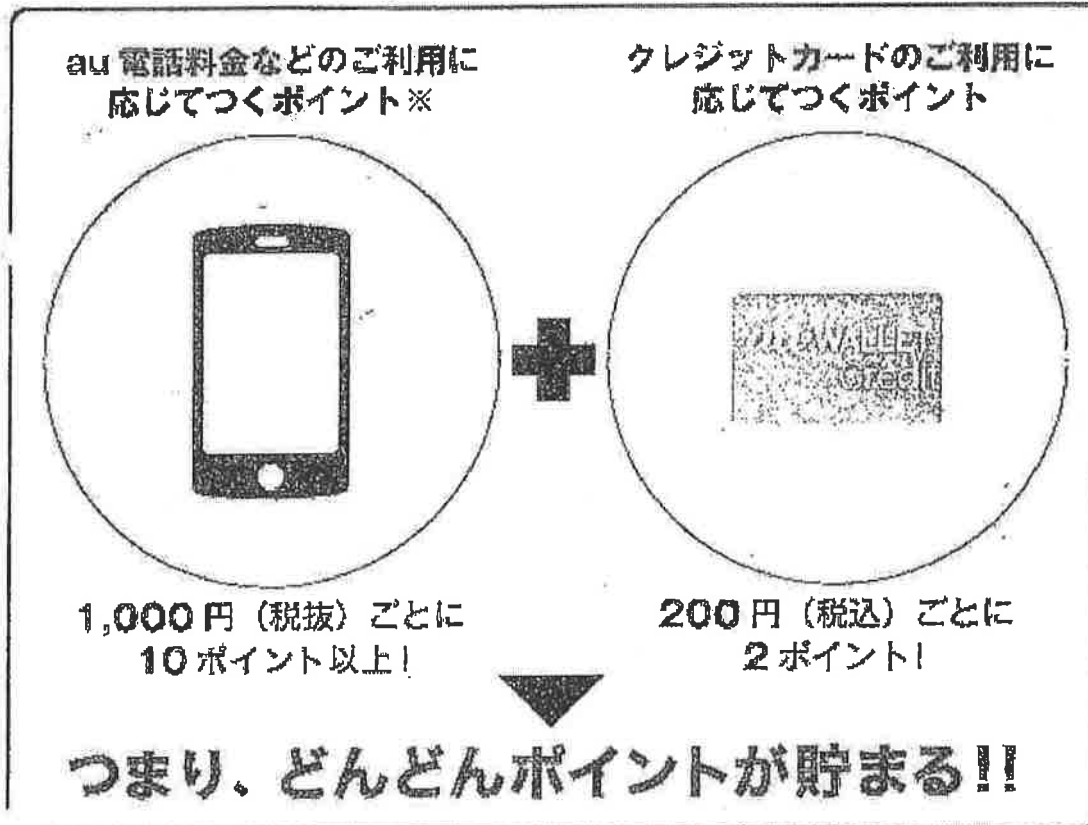 au 電話料金などのご利用に
応じてつくポイント※
クレジットカードのご利用に
応じてつくポイント
WALLET
Credit
1,000円（税抜）ごとに
10ポイント以上!
200円（税込）ごとに
2ポイント!
つまり、どんどんポイントが貯まる!!